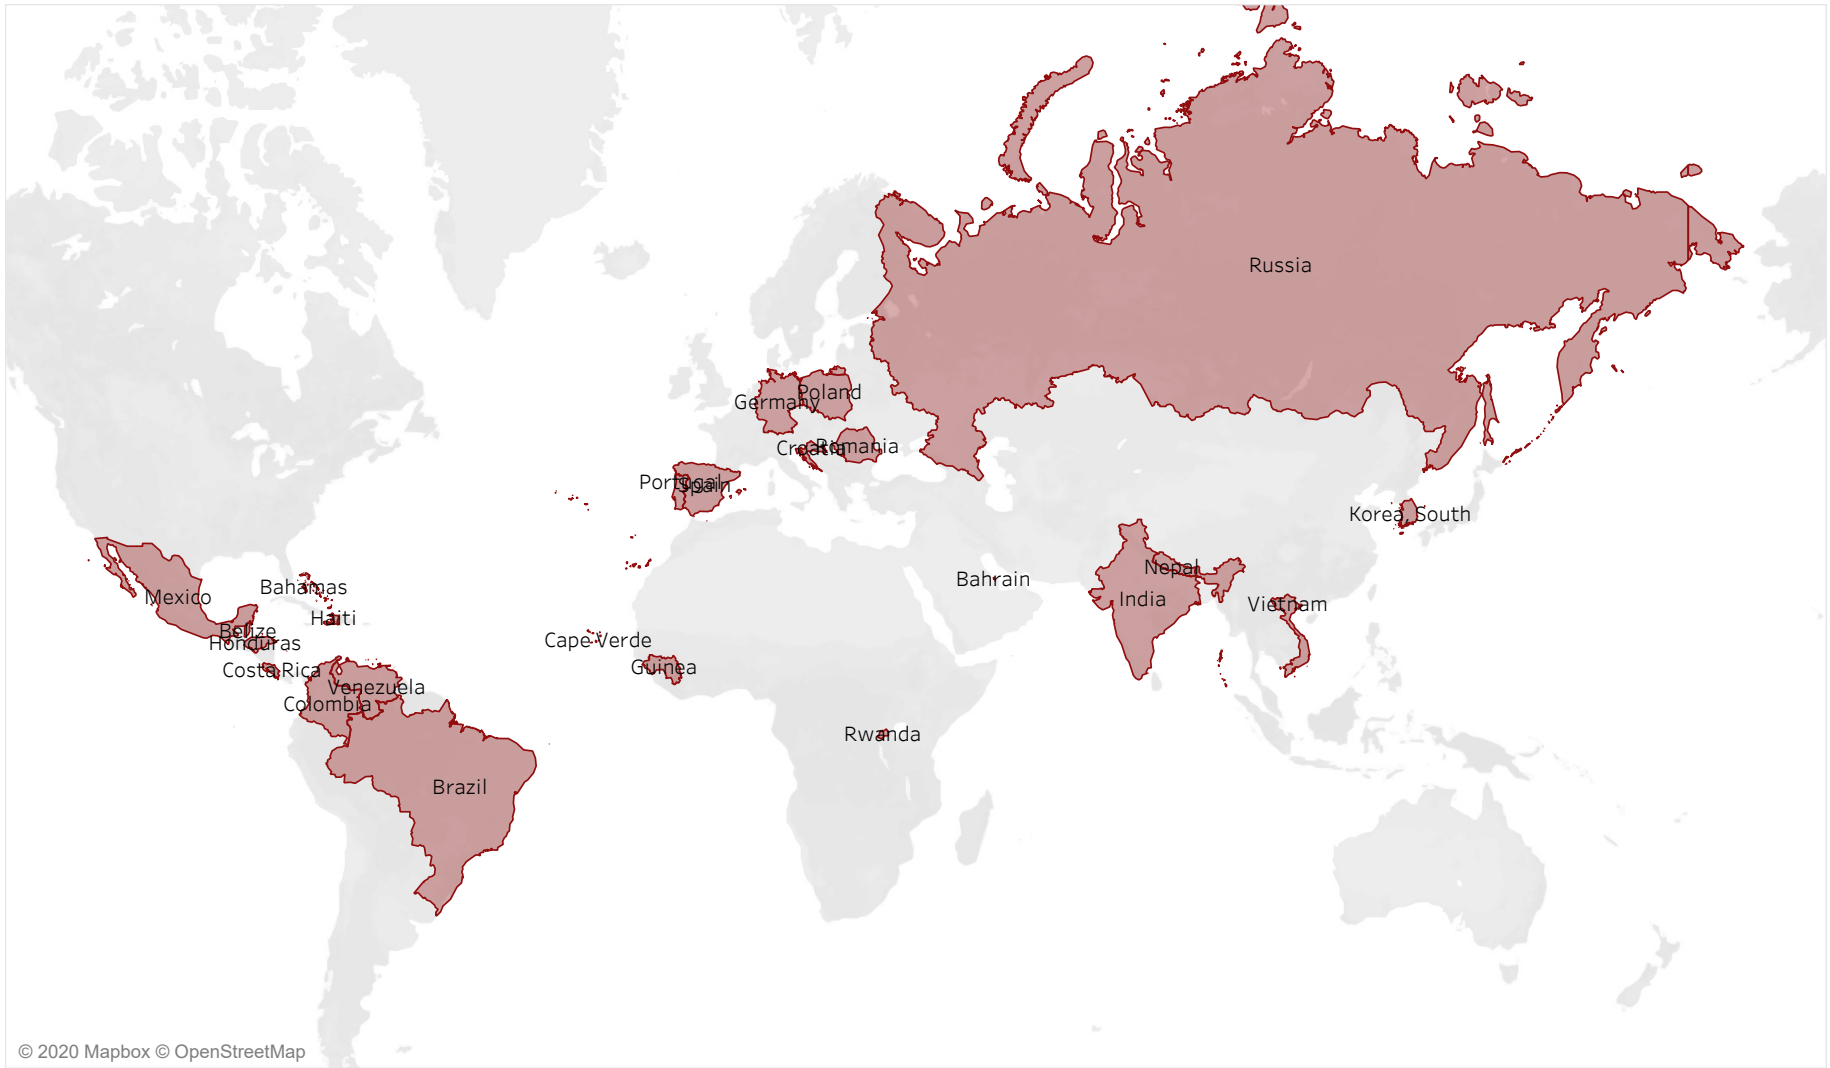 Russia
Poland
Germany
Croatia
Romania
Portugal
Spain
Korea, South
Nepal
Bahrain
Bahamas
Mexico
India
Vietnam
Haiti
Belize
Cape Verde
Honduras
Guinea
Costa Rica
Venezuela
Colombia
Rwanda
Brazil
© 2020 Mapbox © OpenStreetMap